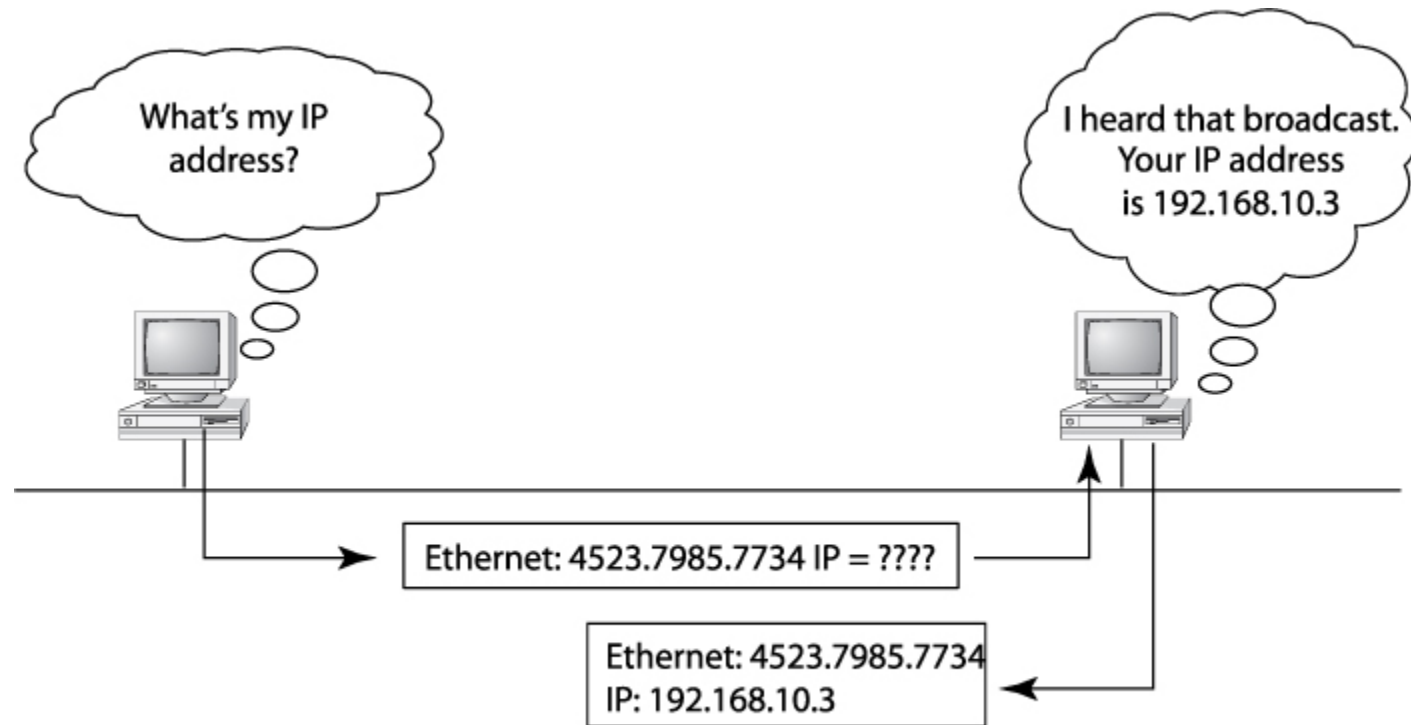 What's my IP
address?
I heard that broadcast.
Your IP address
is 192.168.10.3
Ethernet: 4523.7985.7734 IP = ????
Ethernet: 4523.7985.7734
IP: 192.168.10.3